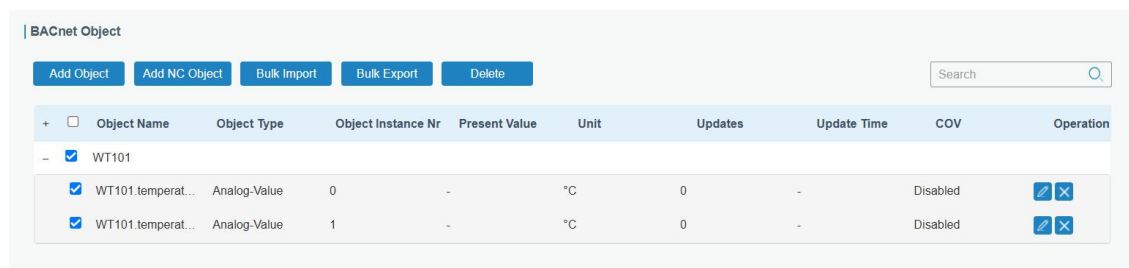 BACnet Object
Add Object Add NC Object Bulk Import Bulk Export Delete Search
+ Object Name Object Type Object Instance Nr Present Value Unit Updates Update Time COV Operation
– WT101
WT101.temperat... Analog-Value 0 - °C 0 - Disabled
WT101.temperat... Analog-Value 1 - °C 0 - Disabled